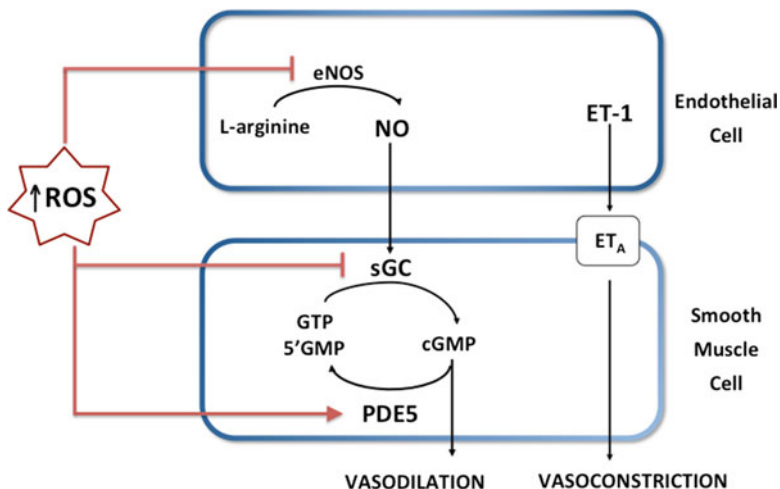 eNOS
L-arginine
NO
ET-1
Endothelial
Cell
↑ROS
ETA
sGC
GTP
5'GMP
cGMP
PDE5
Smooth
Muscle
Cell
VASODILATION
VASOCONSTRICTION